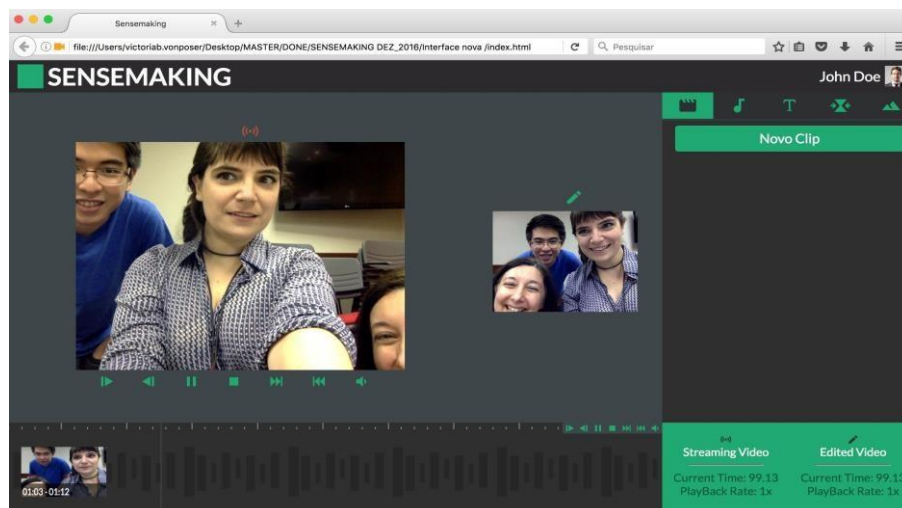 Sensemaking
file:///Users/victoriab.vonposer/Desktop/MASTER/DONE/SENSEMAKING DEZ_2016/Interface nova /index.html
Pesquisar
SENSEMAKING
John Doe
T
Novo Clip
Streaming Video
Edited Video
Current Time: 99.13
Current Time: 99.13
PlayBack Rate: 1x
PlayBack Rate: 1x
01:03 - 01:12